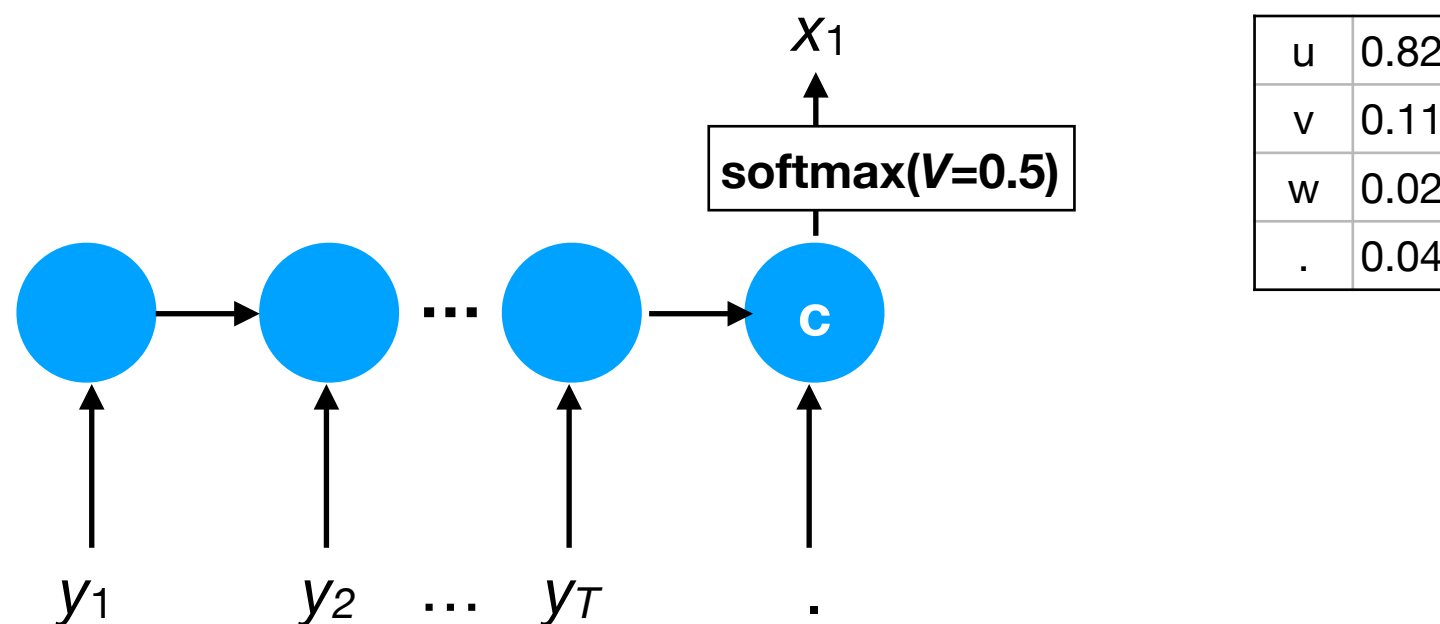 x1
softmax(V=0.5)
...
c
y1 y2 ... yT .
u 0.82
v 0.11
w 0.02
. 0.04